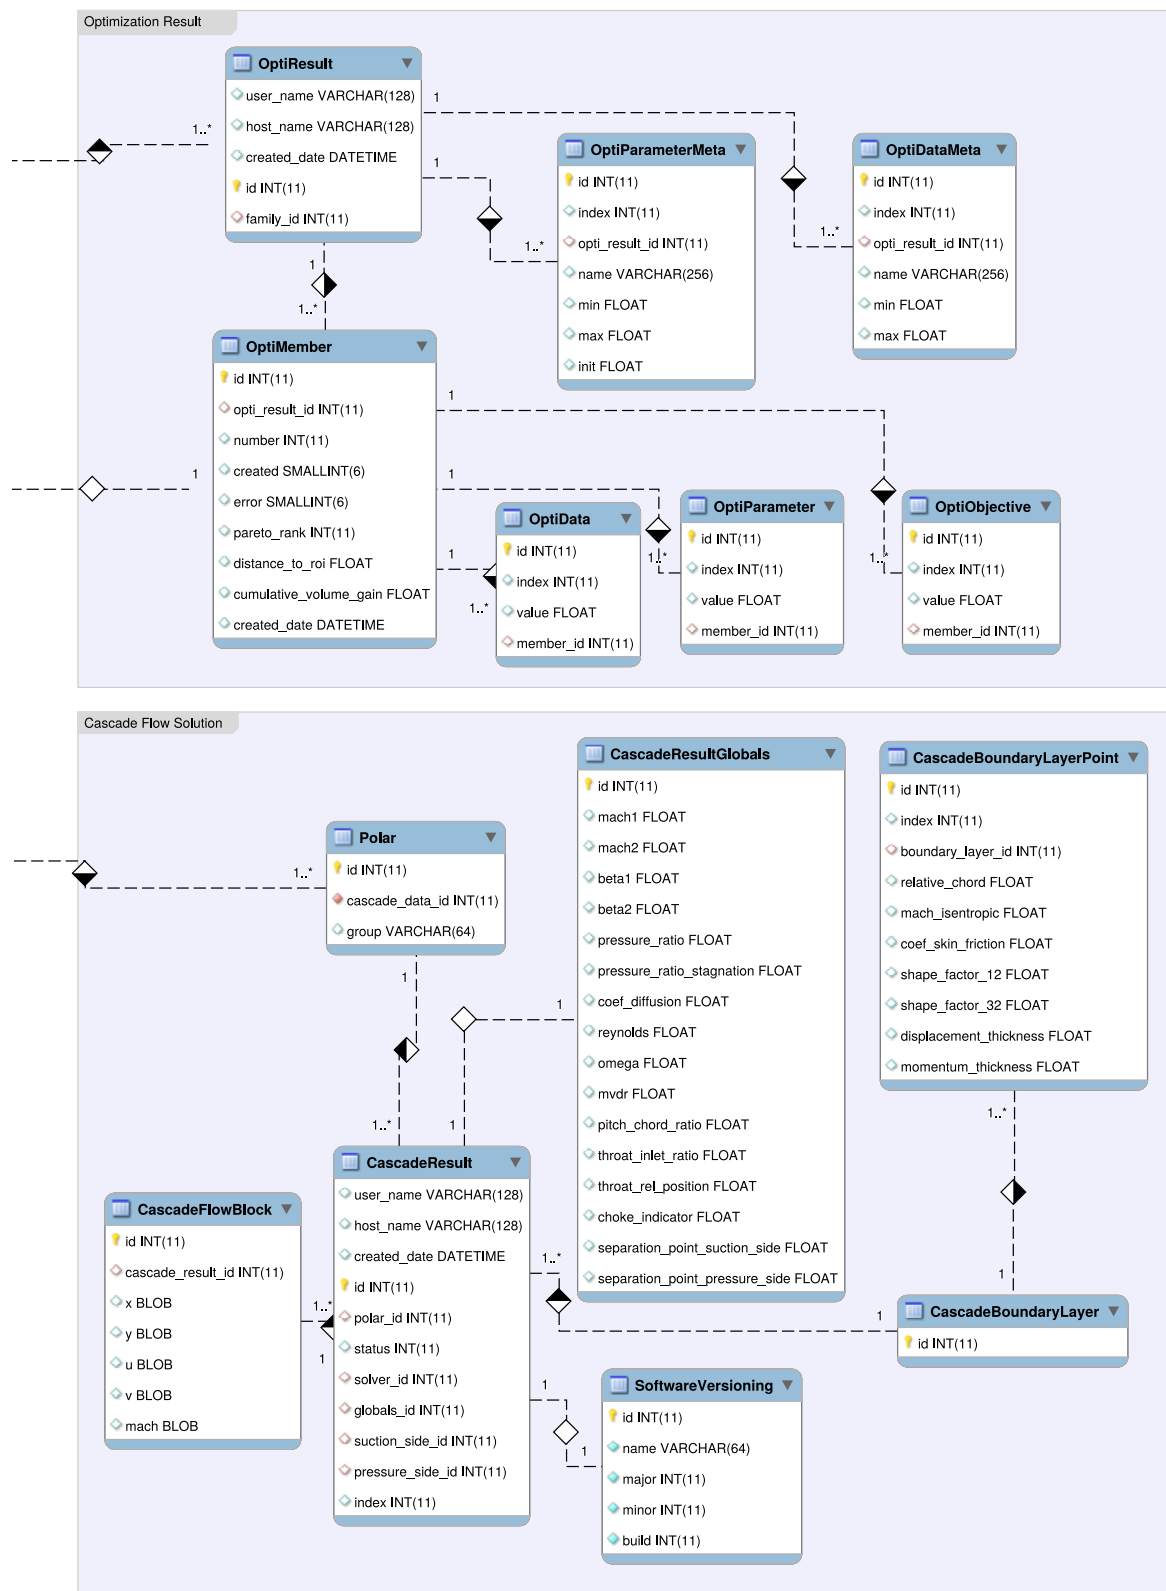 Optimization Result
OptiResult
user_name VARCHAR(128)
host_name VARCHAR(128)
created_date DATETIME
id INT(11)
family_id INT(11)
1..*
1
1
1
1..*
OptiParameterMeta
id INT(11)
index INT(11)
opti_result_id INT(11)
name VARCHAR(256)
min FLOAT
max FLOAT
init FLOAT
1..*
OptiDataMeta
id INT(11)
index INT(11)
opti_result_id INT(11)
name VARCHAR(256)
min FLOAT
max FLOAT
1..*
OptiMember
id INT(11)
opti_result_id INT(11)
number INT(11)
created SMALLINT(6)
error SMALLINT(6)
pareto_rank INT(11)
distance_to_roi FLOAT
cumulative_volume_gain FLOAT
created_date DATETIME
1
1
1
1
1..*
OptiData
id INT(11)
index INT(11)
value FLOAT
member_id INT(11)
1..*
OptiParameter
id INT(11)
index INT(11)
value FLOAT
member_id INT(11)
1..*
OptiObjective
id INT(11)
index INT(11)
value FLOAT
member_id INT(11)
Cascade Flow Solution
Polar
id INT(11)
cascade_data_id INT(11)
group VARCHAR(64)
1..*
1
1..*
CascadeResultGlobals
id INT(11)
mach1 FLOAT
mach2 FLOAT
beta1 FLOAT
beta2 FLOAT
pressure_ratio FLOAT
pressure_ratio_stagnation FLOAT
coef_diffusion FLOAT
reynolds FLOAT
omega FLOAT
mvdr FLOAT
pitch_chord_ratio FLOAT
throat_inlet_ratio FLOAT
throat_rel_position FLOAT
choke_indicator FLOAT
separation_point_suction_side FLOAT
separation_point_pressure_side FLOAT
1
1
CascadeBoundaryLayerPoint
id INT(11)
index INT(11)
boundary_layer_id INT(11)
relative_chord FLOAT
mach_isentropic FLOAT
coef_skin_friction FLOAT
shape_factor_12 FLOAT
shape_factor_32 FLOAT
displacement_thickness FLOAT
momentum_thickness FLOAT
1..*
1
CascadeFlowBlock
id INT(11)
cascade_result_id INT(11)
x BLOB
y BLOB
u BLOB
v BLOB
mach BLOB
1..*
1
CascadeResult
user_name VARCHAR(128)
host_name VARCHAR(128)
created_date DATETIME
id INT(11)
polar_id INT(11)
status INT(11)
solver_id INT(11)
globals_id INT(11)
suction_side_id INT(11)
pressure_side_id INT(11)
index INT(11)
1..*
1
CascadeBoundaryLayer
id INT(11)
1
1
SoftwareVersioning
id INT(11)
name VARCHAR(64)
major INT(11)
minor INT(11)
build INT(11)